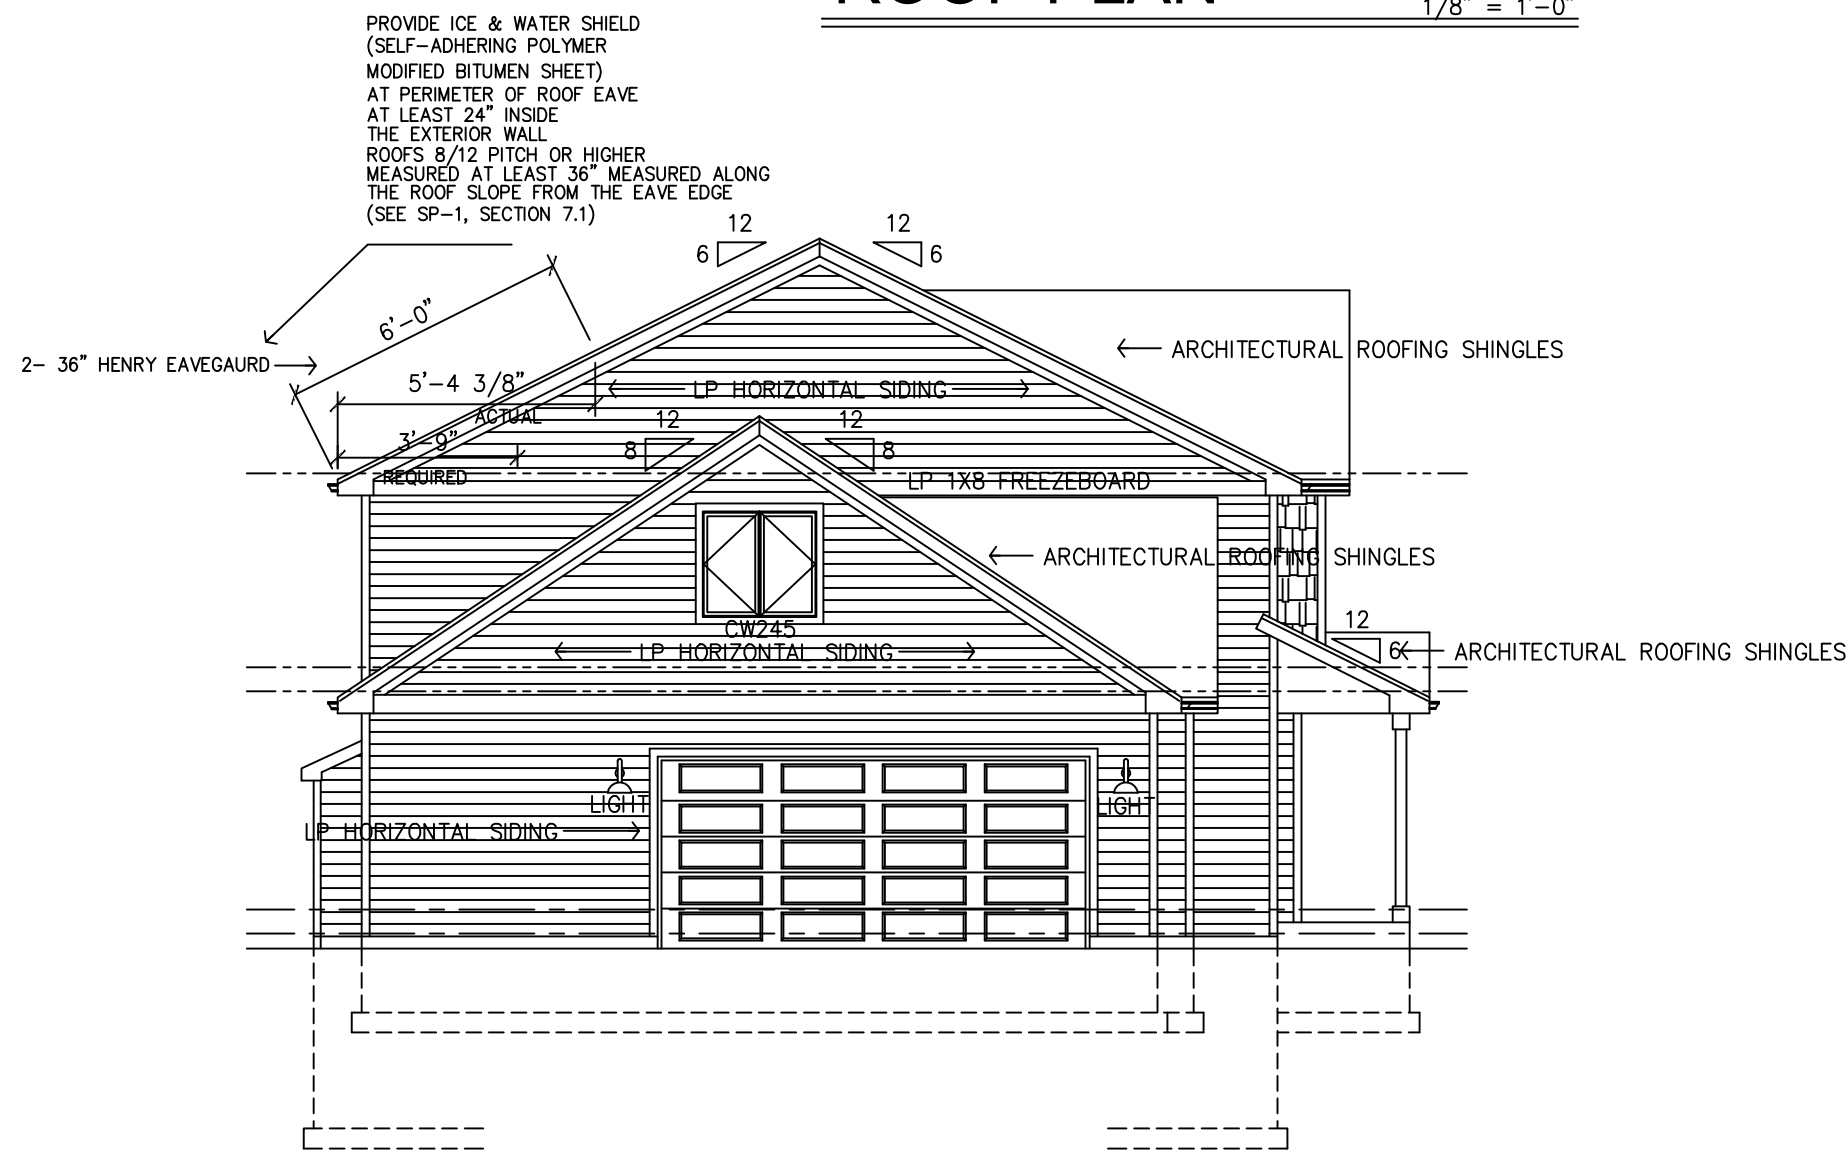 ROOF PLAN
1/8" = 1'-0"
PROVIDE ICE & WATER SHIELD
(SELF-ADHERING POLYMER
MODIFIED BITUMEN SHEET)
AT PERIMETER OF ROOF EAVE
AT LEAST 24" INSIDE
THE EXTERIOR WALL
ROOFS 8/12 PITCH OR HIGHER
MEASURED AT LEAST 36" MEASURED ALONG
THE ROOF SLOPE FROM THE EAVE EDGE
(SEE SP-1, SECTION 7.1)
12
12
6
6
6'-0"
2- 36" HENRY EAVEGAURD
ARCHITECTURAL ROOFING SHINGLES
5'-4 3/8"
LP HORIZONTAL SIDING
ACTUAL
12
12
3'-9"
8
8
REQUIRED
LP 1X8 FREEZEBOARD
ARCHITECTURAL ROOFING SHINGLES
12
CW245
LP HORIZONTAL SIDING
6
ARCHITECTURAL ROOFING SHINGLES
LIGHT
LIGHT
LP HORIZONTAL SIDING